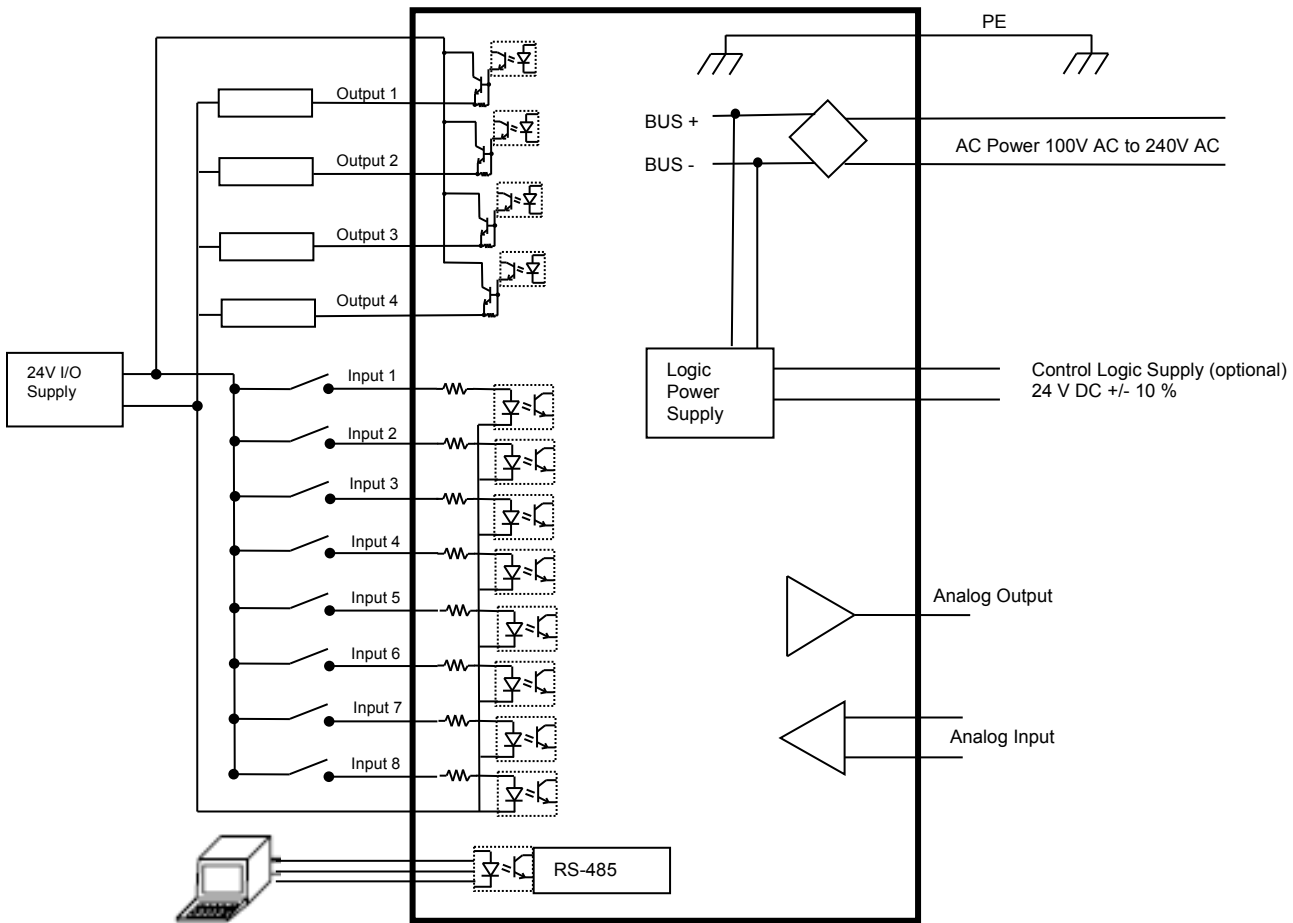 PE
Output 1
BUS +
AC Power 100V AC to 240V AC
Output 2
BUS -
Output 3
Output 4
24V I/O
Supply
Input 1
Logic
Power
Supply
Control Logic Supply (optional)
24 V DC +/- 10 %
Input 2
Input 3
Input 4
Input 5
Analog Output
Input 6
Input 7
Analog Input
Input 8
RS-485